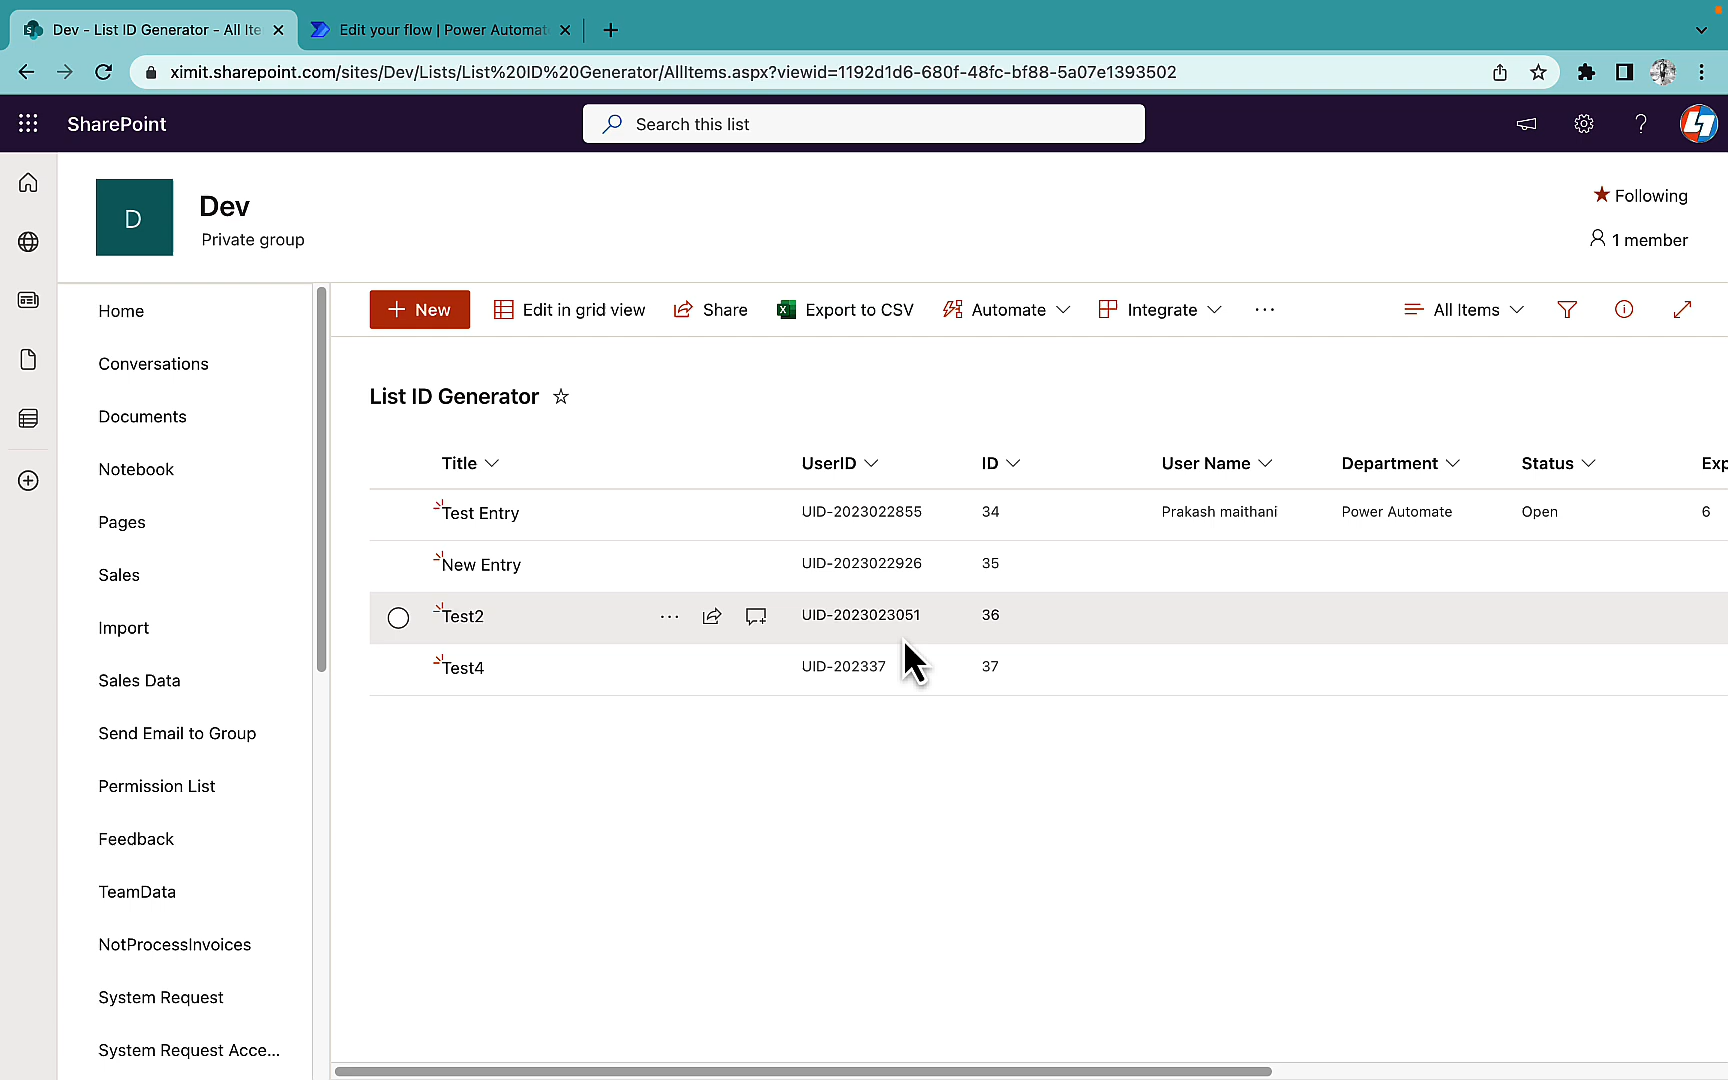 Dev - List ID Generator - All Ite
Edit your flow | Power Automat
ximit.sharepoint.com/sites/Dev/Lists/List%20ID%20Generator/AllItems.aspx?viewid=1192d1d6-680f-48fc-bf88-5a07e1393502
SharePoint
Search this list
D
Dev
Private group
Following
1 member
Home
Conversations
Documents
Notebook
Pages
Sales
Import
Sales Data
Send Email to Group
Permission List
Feedback
TeamData
NotProcessInvoices
System Request
System Request Acce...
New Edit in grid view Share Export to CSV Automate Integrate ... All Items
List ID Generator
Title UserID ID User Name Department Status Exp
Test Entry UID-2023022855 34 Prakash maithani Power Automate Open 6
New Entry UID-2023022926 35
Test2 UID-2023023051 36
Test4 UID-202337 37